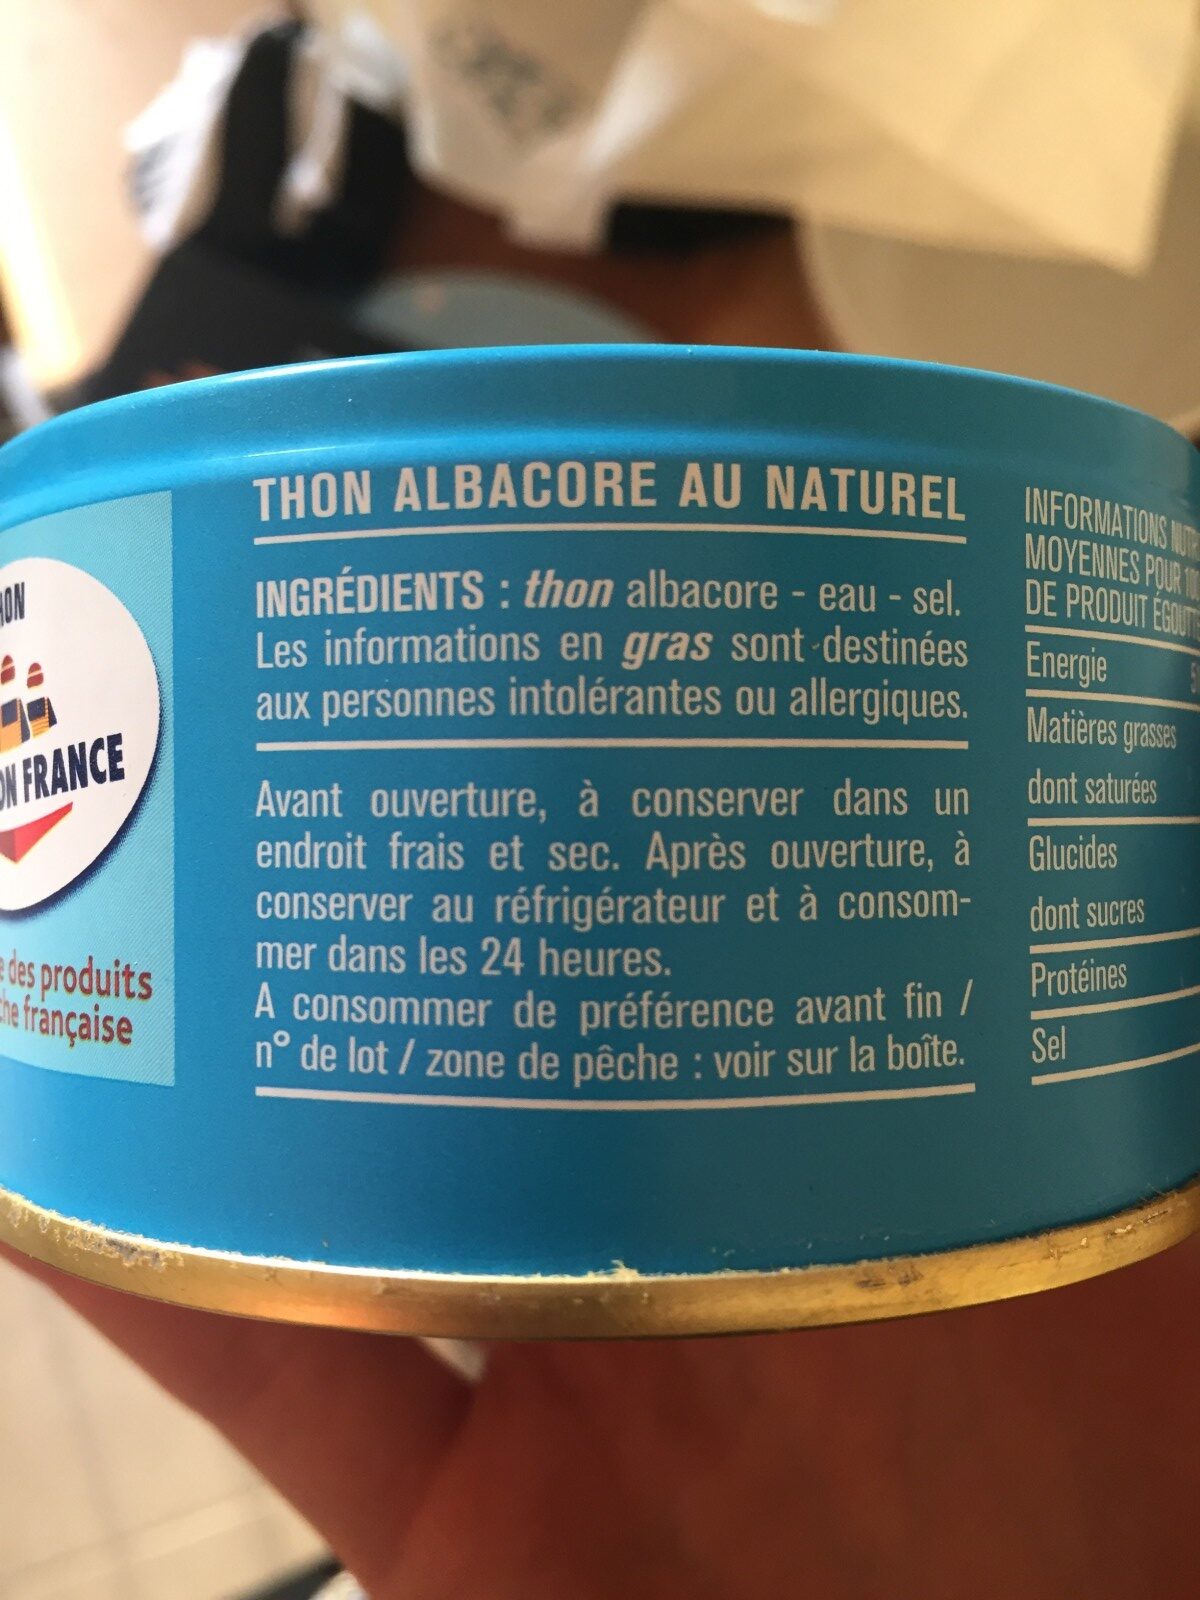 THON ALBACORE AU NATUREL
INGRÉDIENTS : thon albacore - eau - sel.
Les informations en gras sont destinées
aux personnes intolérantes ou allergiques.
Avant ouverture, à conserver dans un
endroit frais et sec. Après ouverture, à
conserver au réfrigérateur et à consom-
mer dans les 24 heures.
A consommer de préférence avant fin /
n° de lot / zone de pêche : voir sur la boîte.
FRANCE
des produits
française
INFORMATIONS
MOYENNES POUR
DE PRODUIT
Energie
Matières grasses
dont saturées
Glucides
dont sucres
Protéines
Sel